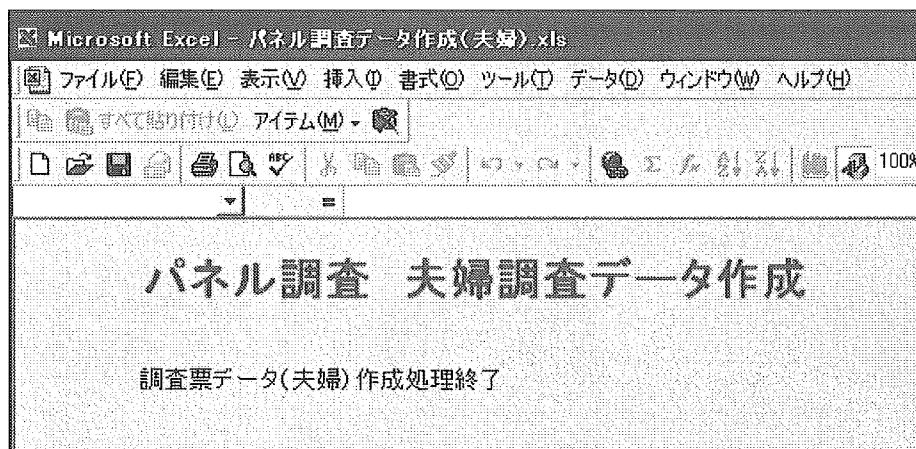 Microsoft Excel - パネル調査データ作成(夫婦).xls
ファイル(F) 編集(E) 表示(V) 挿入(I) 書式(O) ツール(T) データ(D) ウィンドウ(W) ヘルプ(H)
すべて貼り付け(L) アイテム(M)
ABC 100%
=
パネル調査 夫婦調査データ作成
調査票データ(夫婦)作成処理終了